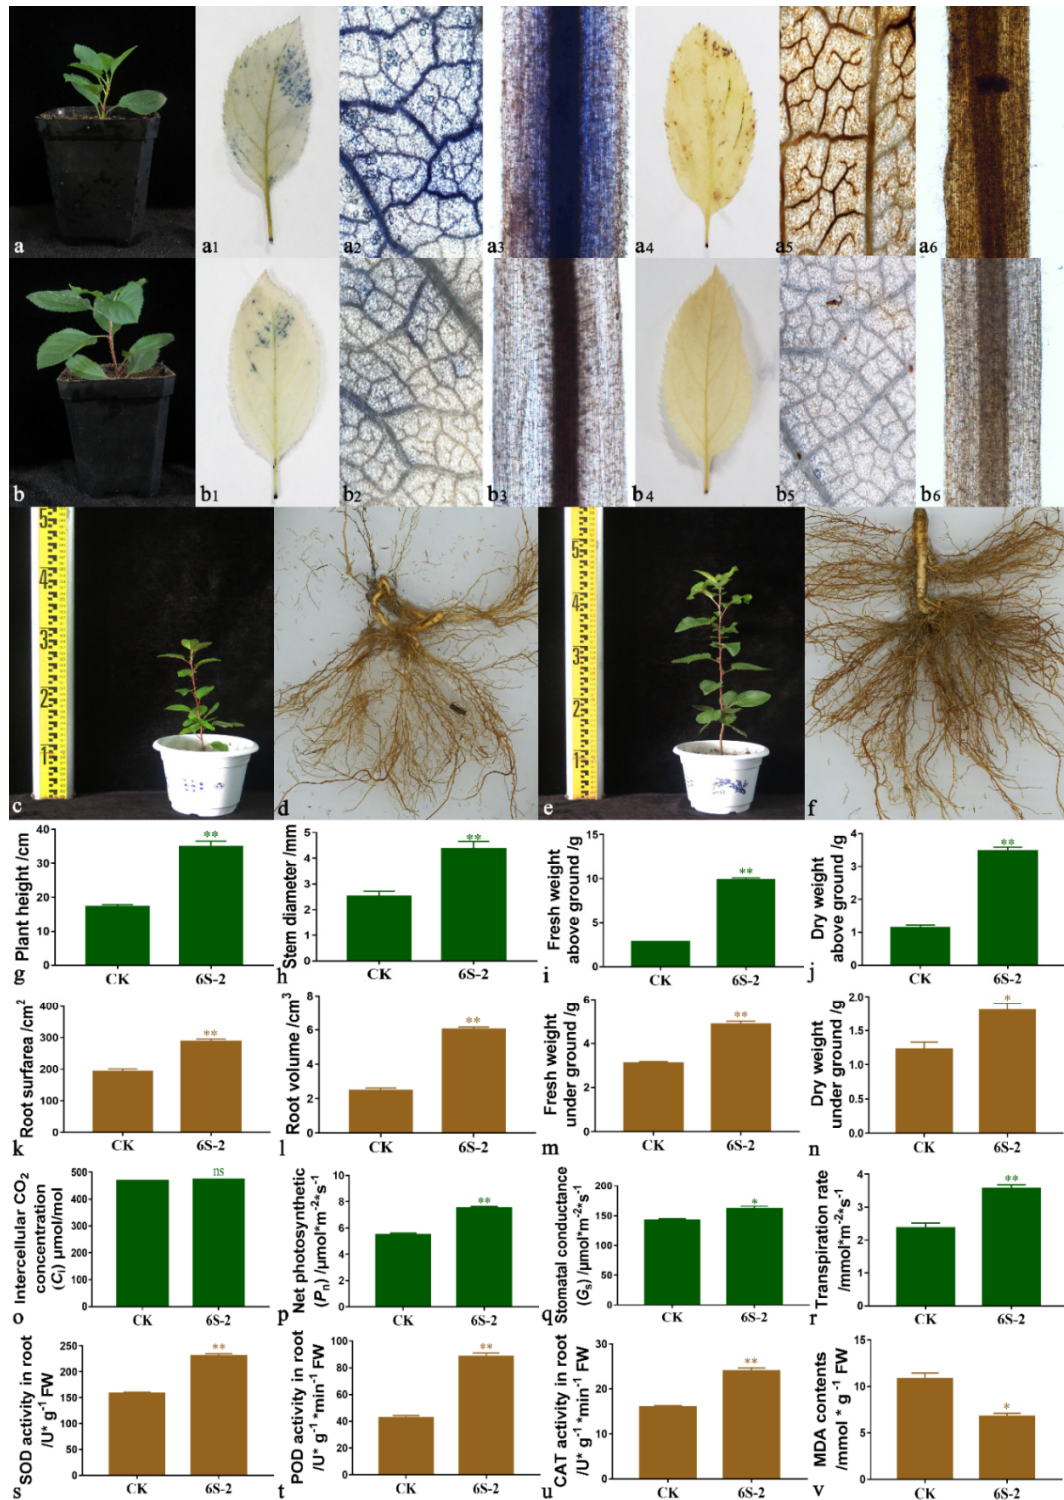 a a1 a2 a3 a4 a5 a6
b b1 b2 b3 b4 b5 b6
5 4 3 2 1
5 4 3 2 1
c d e f
Plant height /cm
40 30 20 10 0
**
CK 6S-2
g
Stem diameter /mm
5 4 3 2 1 0
**
CK 6S-2
h
Fresh weight
above ground /g
15 10 5 0
**
CK 6S-2
i
Dry weight
above ground /g
4 3 2 1 0
**
CK 6S-2
j
Root surfarea /cm2
400 300 200 100 0
**
CK 6S-2
k
Root volume /cm3
8 6 4 2 0
**
CK 6S-2
l
Fresh weight
under ground /g
6 4 2 0
**
CK 6S-2
m
Dry weight
under ground /g
2.0 1.5 1.0 0.5 0.0
*
CK 6S-2
n
Intercellular CO2
concentration
(Ci) μmol/mol
500 400 300 200 100 0
ns
CK 6S-2
o
Net photosynthetic
(Pn) /μmol*m-2*s-1
10 8 6 4 2 0
**
CK 6S-2
p
Stomatal conductance
(Gs) /μmol*m-2*s-1
200 150 100 50 0
*
CK 6S-2
q
Transpiration rate
/mmol*m-2*s-1
4 3 2 1 0
**
CK 6S-2
r
SOD activity in root
/U* g-1 FW
250 200 150 100 50 0
**
CK 6S-2
s
POD activity in root
/U* g-1 *min-1 FW
100 80 60 40 20 0
**
CK 6S-2
t
CAT activity in root
/U* g-1 *min-1 FW
30 20 10 0
**
CK 6S-2
u
MDA contents
/mmol * g -1 FW
15 10 5 0
*
CK 6S-2
v